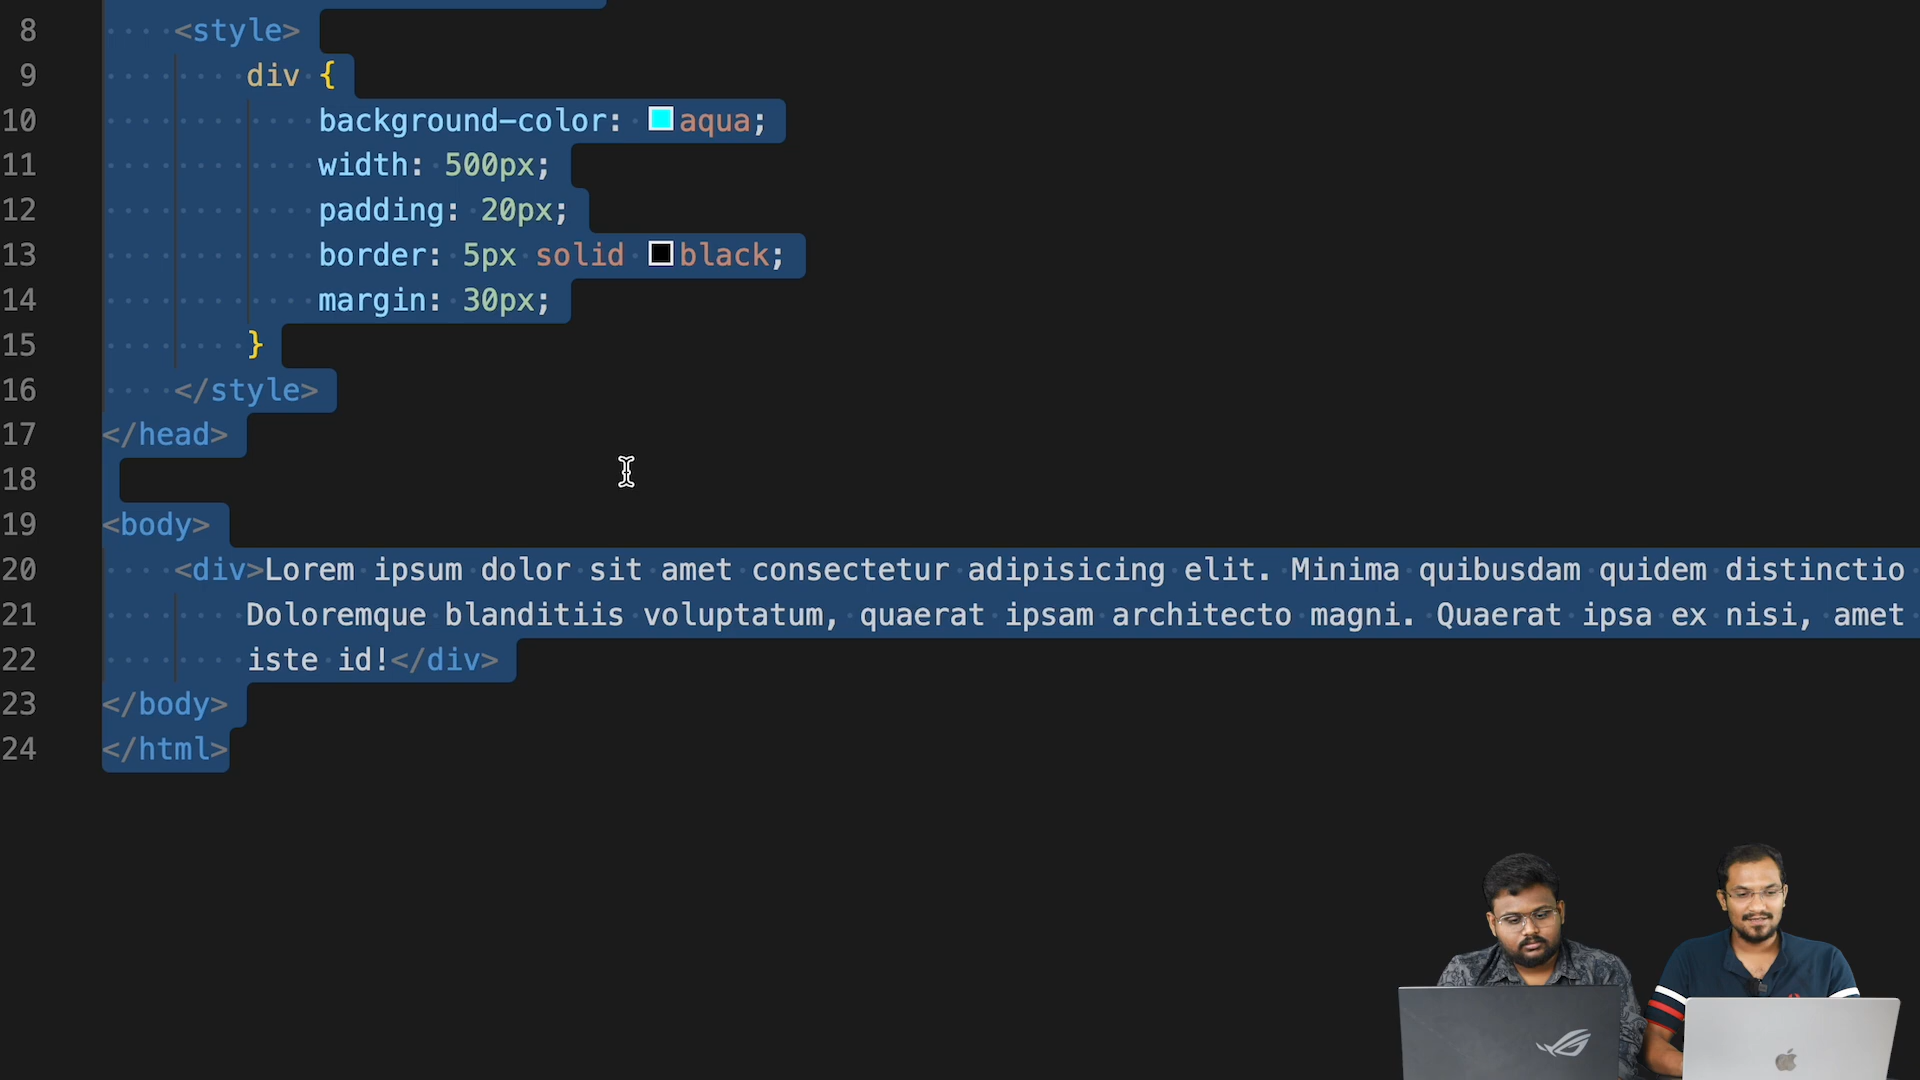 8 <style>
9 div {
10 background-color: aqua;
11 width: 500px;
12 padding: 20px;
13 border: 5px solid black;
14 margin: 30px;
15 }
16 </style>
17 </head>
18
19 <body>
20 <div>Lorem ipsum dolor sit amet consectetur adipisicing elit. Minima quibusdam quidem distinctio
21 Doloremque blanditiis voluptatum, quaerat ipsam architecto magni. Quaerat ipsa ex nisi, amet
22 iste id!</div>
23 </body>
24 </html>